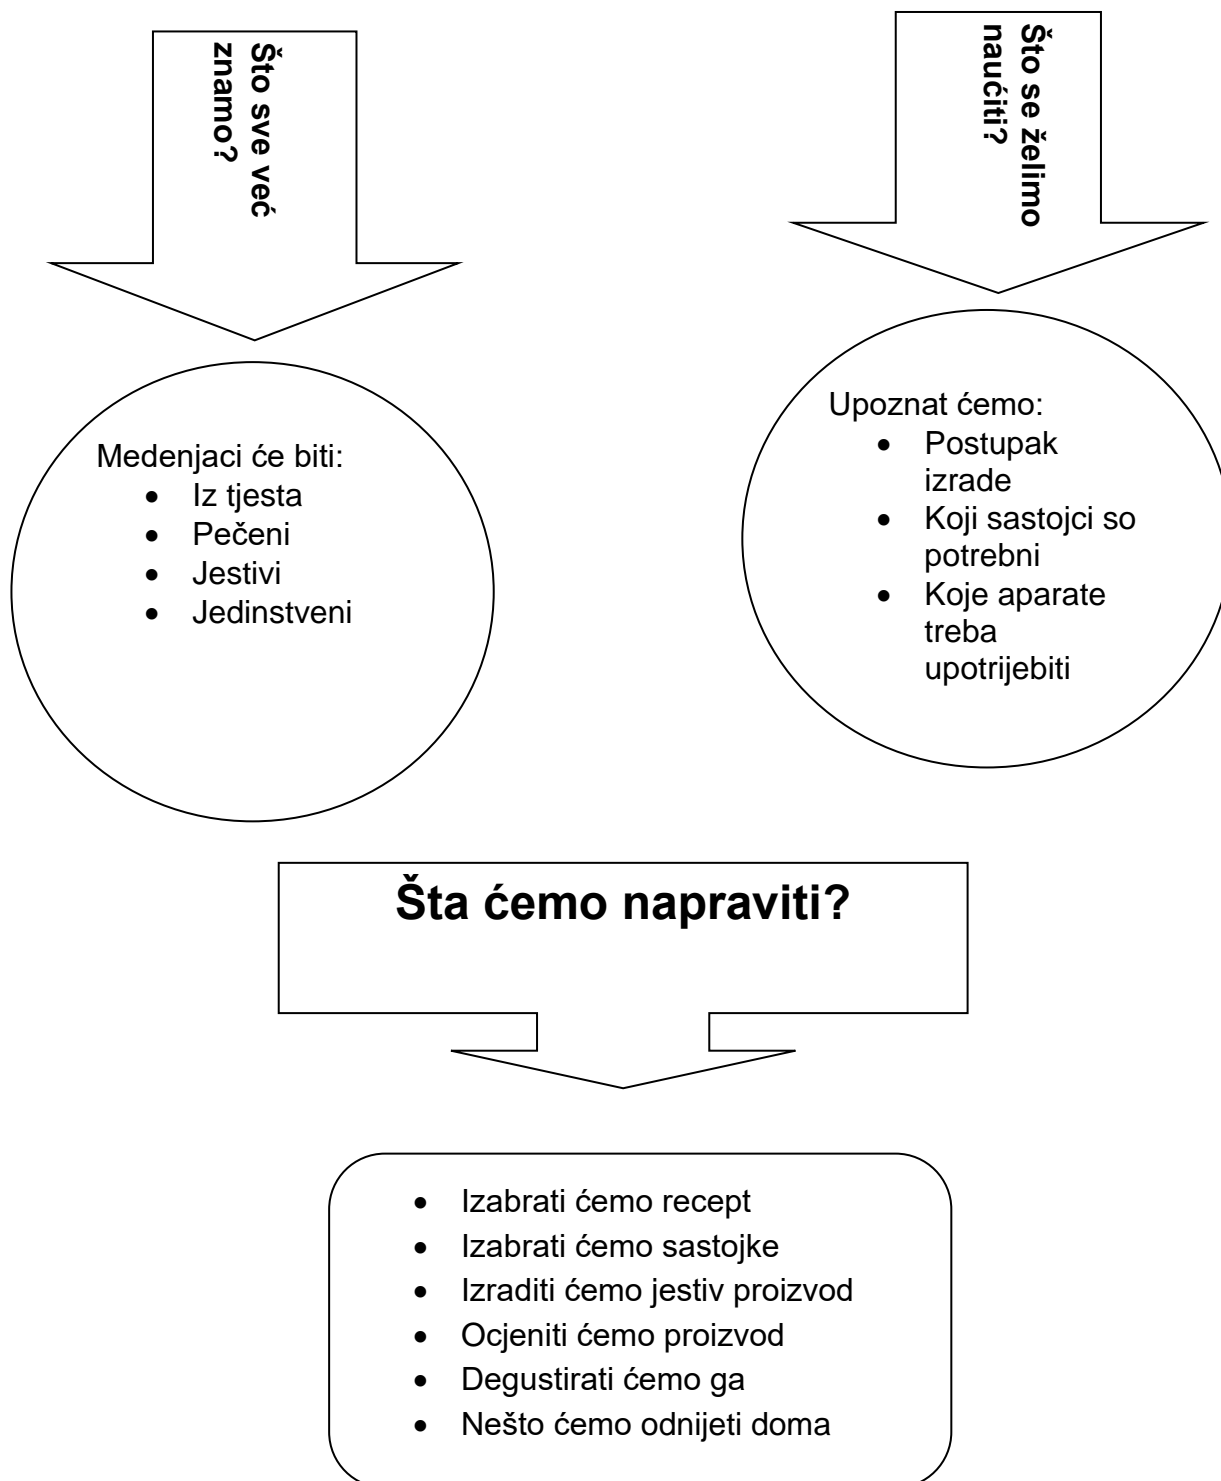 Što sve već
znamo?
Medenjaci će biti:
• Iz tjesta
• Pečeni
• Jestivi
• Jedinstveni
Što se želimo
naućiti?
Upoznat ćemo:
• Postupak
izrade
• Koji sastojci so
potrebni
• Koje aparate
treba
upotrijebiti
Šta ćemo napraviti?
• Izabrati ćemo recept
• Izabrati ćemo sastojke
• Izraditi ćemo jestiv proizvod
• Ocjeniti ćemo proizvod
• Degustirati ćemo ga
• Nešto ćemo odnijeti doma